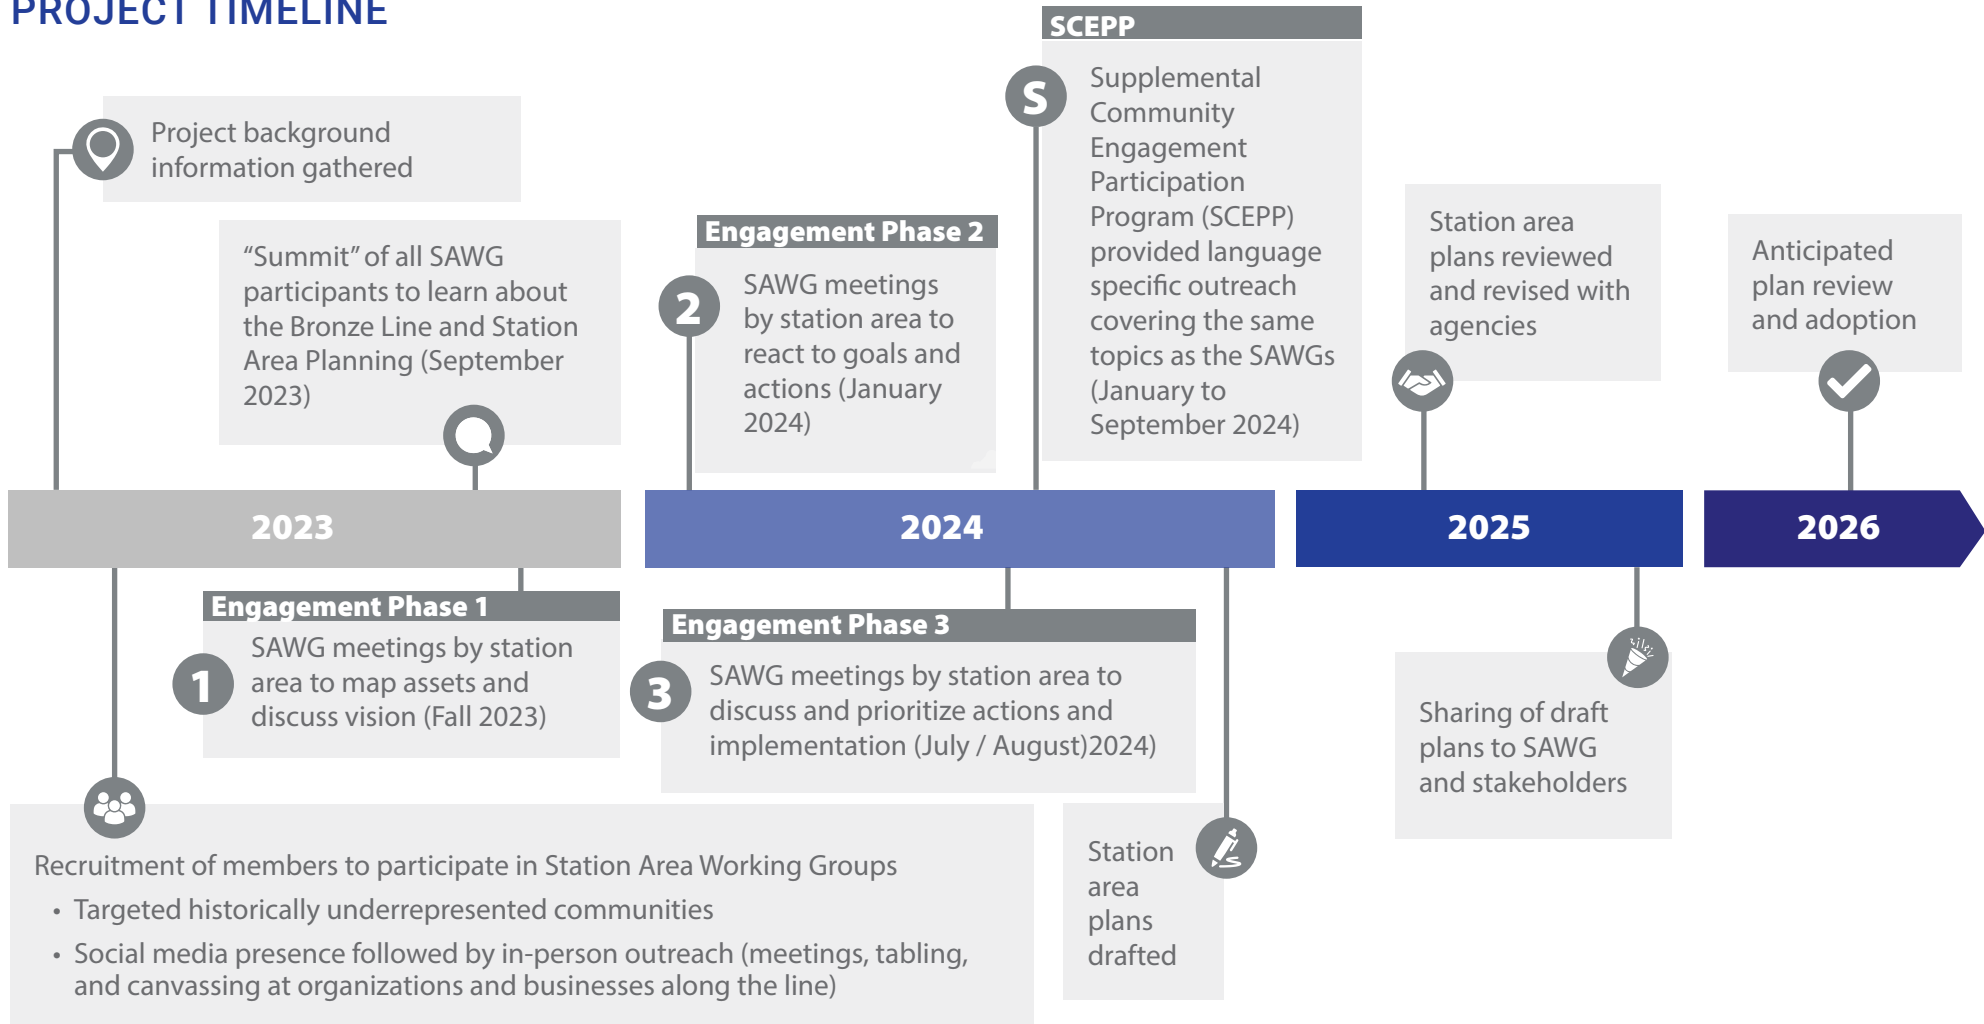 PROJECT TIMELINE
Project background
information gathered
“Summit” of all SAWG
participants to learn about
the Bronze Line and Station
Area Planning (September
2023)
Engagement Phase 2
2
SAWG meetings
by station area to
react to goals and
actions (January
2024)
SCEPP
S
Supplemental
Community
Engagement
Participation
Program (SCEPP)
provided language
specific outreach
covering the same
topics as the SAWGs
(January to
September 2024)
Station area
plans reviewed
and revised with
agencies
Anticipated
plan review
and adoption
2023
2024
2025
2026
Engagement Phase 1
1
SAWG meetings by station
area to map assets and
discuss vision (Fall 2023)
Engagement Phase 3
3
SAWG meetings by station area to
discuss and prioritize actions and
implementation (July / August)2024)
Sharing of draft
plans to SAWG
and stakeholders
Recruitment of members to participate in Station Area Working Groups
• Targeted historically underrepresented communities
• Social media presence followed by in-person outreach (meetings, tabling,
and canvassing at organizations and businesses along the line)
Station
area
plans
drafted